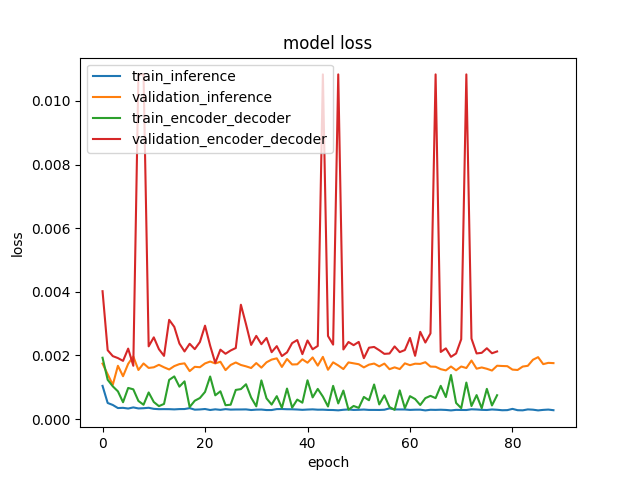 model loss
train_inference
validation_inference
train_encoder_decoder
validation_encoder_decoder
loss
0.010
0.008
0.006
0.004
0.002
0.000
0
20
40
60
80
epoch